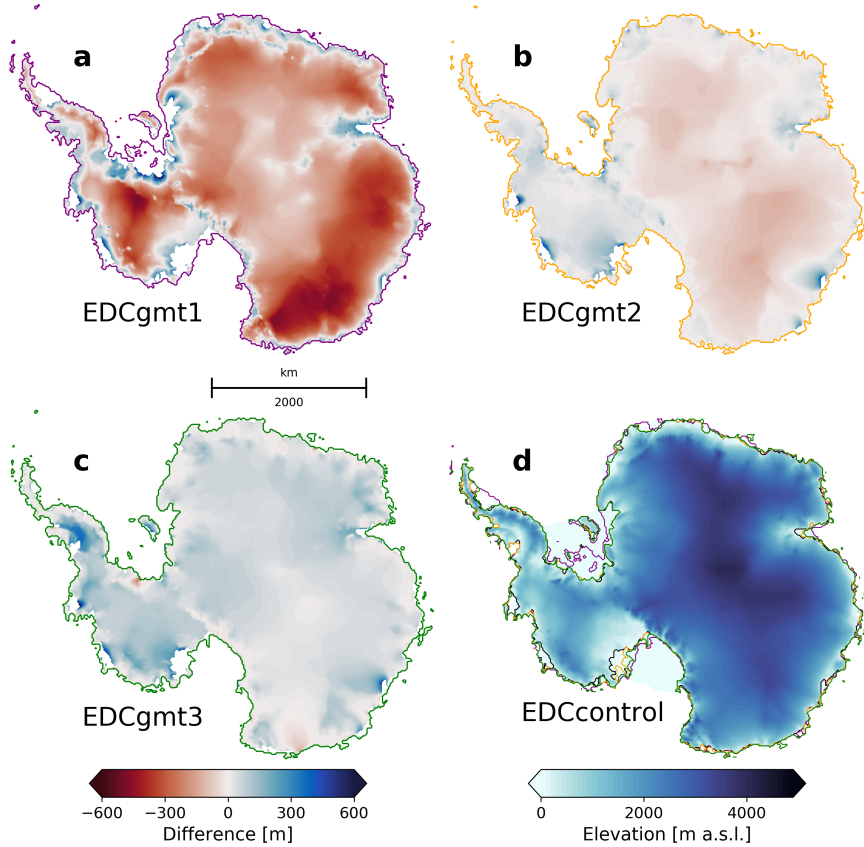 a
EDCgmt1
b
EDCgmt2
km
2000
c
EDCgmt3
d
EDCcontrol
−600 −300 0 300 600
Difference [m]
0 2000 4000
Elevation [m a.s.l.]